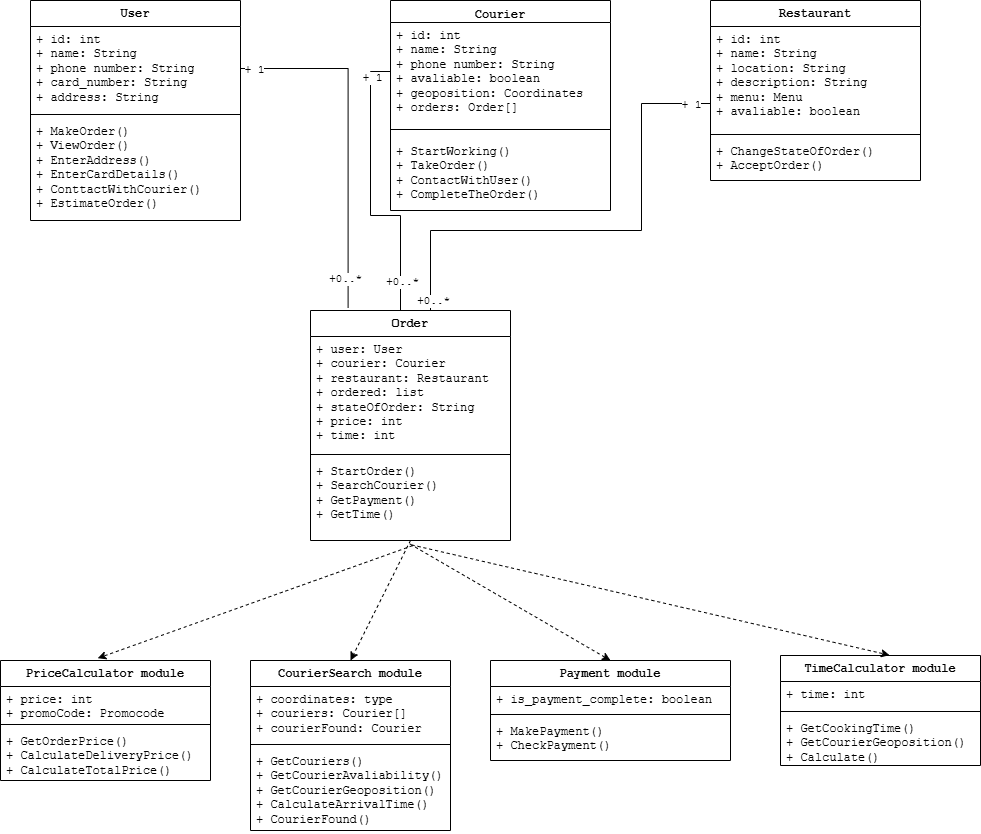 User
+ id: int
+ name: String
+ phone number: String
+ card_number: String
+ address: String
+ MakeOrder()
+ ViewOrder()
+ EnterAddress()
+ EnterCardDetails()
+ ConttactWithCourier()
+ EstimateOrder()
Courier
+ id: int
+ name: String
+ phone number: String
+ avaliable: boolean
+ geoposition: Coordinates
+ orders: Order[]
+ StartWorking()
+ TakeOrder()
+ ContactWithUser()
+ CompleteTheOrder()
Restaurant
+ id: int
+ name: String
+ location: String
+ description: String
+ menu: Menu
+ avaliable: boolean
+ ChangeStateOfOrder()
+ AcceptOrder()
+ 1
+ 1
+ 1
+0..*
+0..*
+0..*
Order
+ user: User
+ courier: Courier
+ restaurant: Restaurant
+ ordered: list
+ stateOfOrder: String
+ price: int
+ time: int
+ StartOrder()
+ SearchCourier()
+ GetPayment()
+ GetTime()
PriceCalculator module
+ price: int
+ promoCode: Promocode
+ GetOrderPrice()
+ CalculateDeliveryPrice()
+ CalculateTotalPrice()
CourierSearch module
+ coordinates: type
+ couriers: Courier[]
+ courierFound: Courier
+ GetCouriers()
+ GetCourierAvaliability()
+ GetCourierGeoposition()
+ CalculateArrivalTime()
+ CourierFound()
Payment module
+ is_payment_complete: boolean
+ MakePayment()
+ CheckPayment()
TimeCalculator module
+ time: int
+ GetCookingTime()
+ GetCourierGeoposition()
+ Calculate()